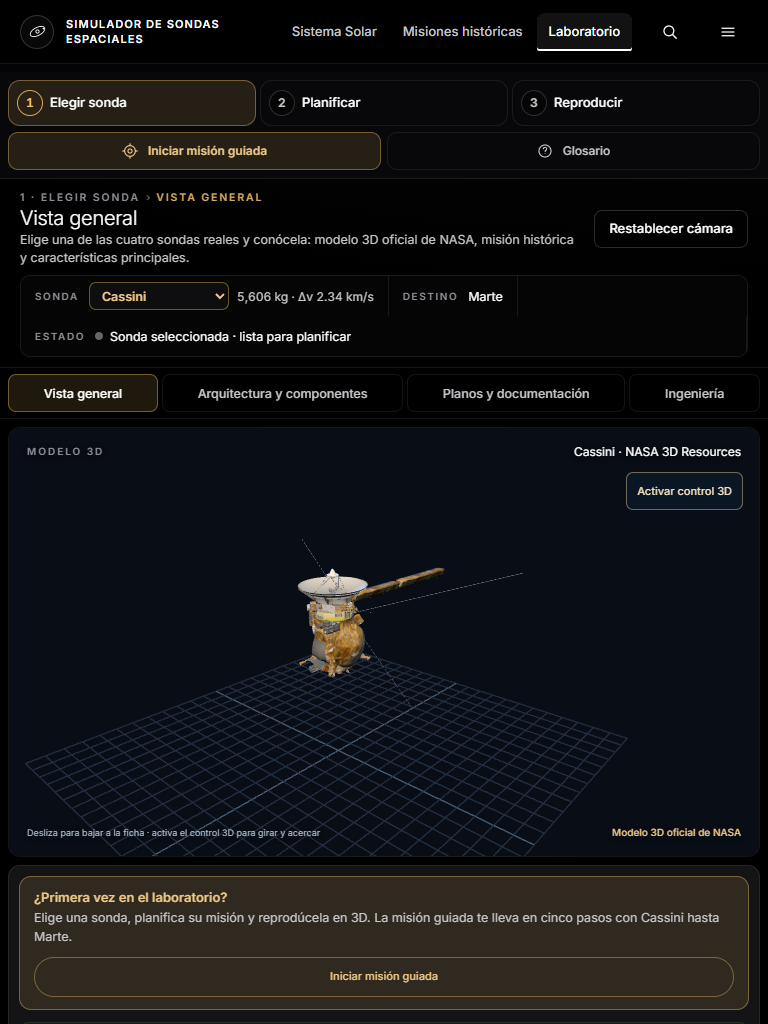 SIMULADOR DE SONDAS
ESPACIALES
Sistema Solar
Misiones históricas
Laboratorio
1 Elegir sonda
2 Planificar
3 Reproducir
Iniciar misión guiada
Glosario
1 · ELEGIR SONDA › VISTA GENERAL
Vista general
Elige una de las cuatro sondas reales y conócela: modelo 3D oficial de NASA, misión histórica
y características principales.
Restablecer cámara
SONDA Cassini 5,606 kg · Δv 2.34 km/s
DESTINO Marte
ESTADO Sonda seleccionada · lista para planificar
Vista general
Arquitectura y componentes
Planos y documentación
Ingeniería
MODELO 3D
Cassini · NASA 3D Resources
Activar control 3D
Desliza para bajar a la ficha · activa el control 3D para girar y acercar
Modelo 3D oficial de NASA
¿Primera vez en el laboratorio?
Elige una sonda, planifica su misión y reprodúcela en 3D. La misión guiada te lleva en cinco pasos con Cassini hasta
Marte.
Iniciar misión guiada